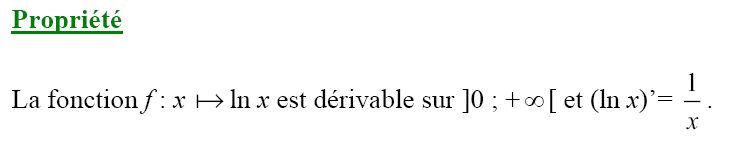 Propriété
La fonction f : x ↦ ln x est dérivable sur ]0 ; +∞[ et (ln x)’= 1/x .